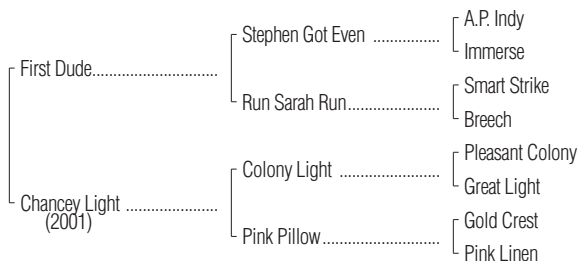 A.P. Indy
Stephen Got Even ................
Immerse
First Dude..............................
Smart Strike
Run Sarah Run......................
Breech
Pleasant Colony
Colony Light ........................
Great Light
Chancey Light ......................
(2001)
Gold Crest
Pink Pillow............................
Pink Linen